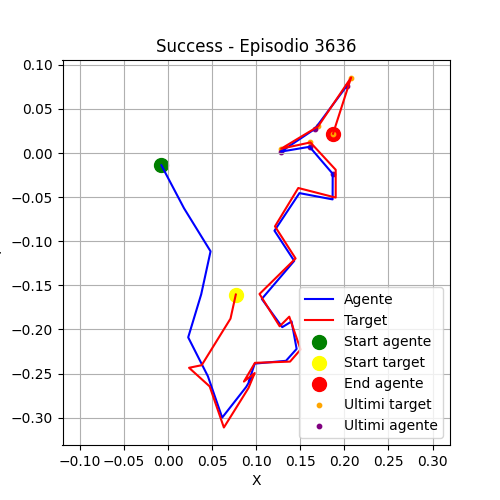 Success - Episodio 3636
0.10
0.05
0.00
−0.05
−0.10
−0.15
−0.20
−0.25
−0.30
−0.10 −0.05 0.00 0.05 0.10 0.15 0.20 0.25 0.30
X
Agente
Target
Start agente
Start target
End agente
Ultimi target
Ultimi agente